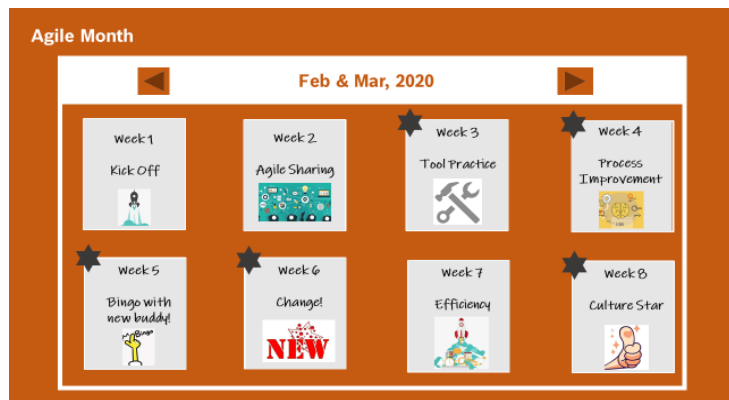 Agile Month
Feb & Mar, 2020
Week 1
Kick Off
Week 2
Agile Sharing
Week 3
Tool Practice
Week 4
Process
Improvement
Week 5
Bingo with
new buddy!
Bingo
Week 6
Change!
NEW
Week 7
Efficiency
Week 8
Culture Star